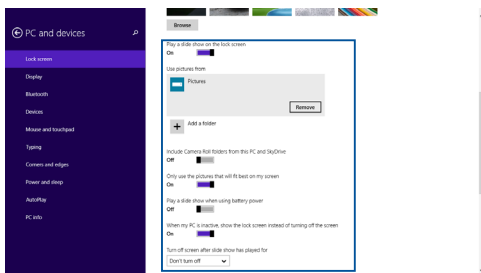 PC and devices
Lock screen
Display
Bluetooth
Devices
Mouse and touchpad
Typing
Corners and edges
Power and sleep
AutoPlay
PC info
Browse
Play a slide show on the lock screen
On
Use pictures from
Pictures
Remove
Add a folder
Include Camera Roll folders from this PC and SkyDrive
Off
Only use the pictures that will fit best on my screen
On
Play a slide show when using battery power
Off
When my PC is inactive, show the lock screen instead of turning off the screen
On
Turn off screen after slide show has played for
Don't turn off